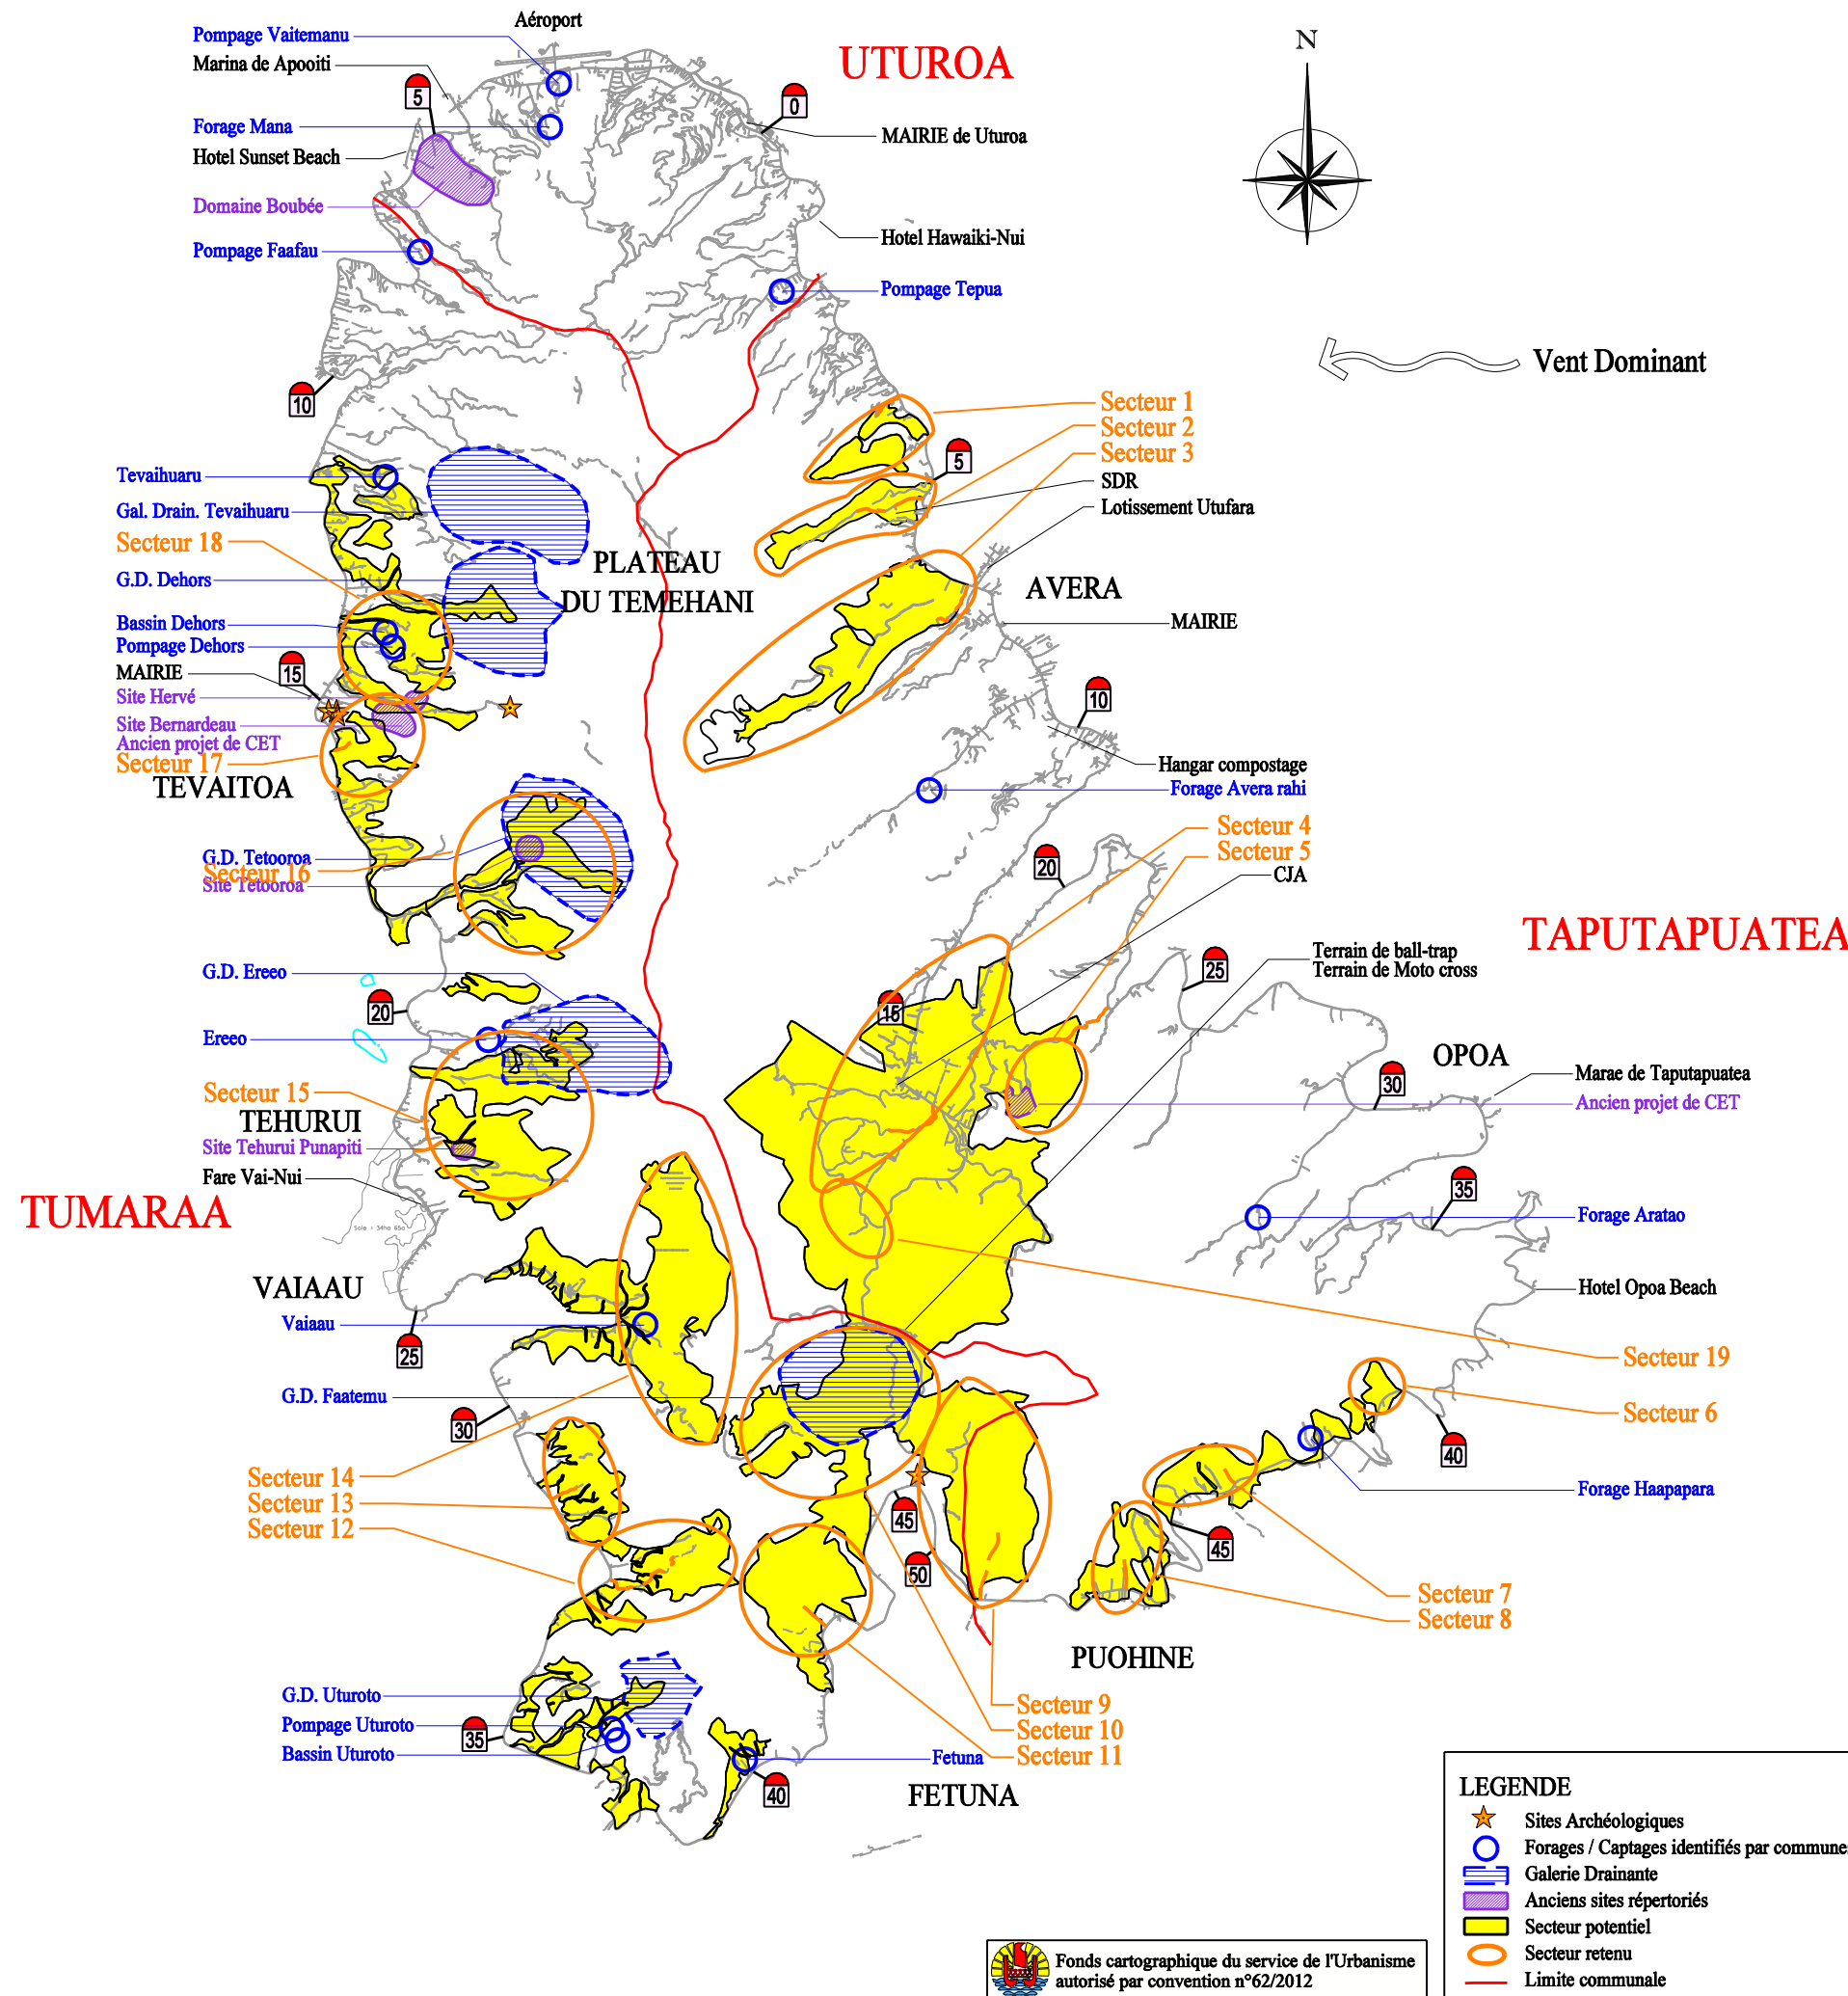 Aéroport
Pompage Vaitemanu
Marina de Apooiti
UTUROA
N
5
0
Forage Mana
MAIRIE de Uturoa
Hotel Sunset Beach
Domaine Boubée
Hotel Hawaiki-Nui
Pompage Faafau
Pompage Tepua
Vent Dominant
10
Secteur 1
Secteur 2
Secteur 3
5
SDR
Lotissement Utufara
Tevaihuaru
Gal. Drain. Tevaihuaru
Secteur 18
G.D. Dehors
PLATEAU
DU TEMEHANI
AVERA
Bassin Dehors
Pompage Dehors
MAIRIE
MAIRIE
15
Site Hervé
10
Site Bernardeau
Ancien projet de CET
Secteur 17
TEVAITOA
Hangar compostage
Forage Avera rahi
Secteur 4
Secteur 5
G.D. Tetooroa
Secteur 16
Site Tetooroa
20
CJA
TAPUTAPUATEA
Terrain de ball-trap
Terrain de Moto cross
G.D. Ereeo
25
20
15
Ereeo
OPOA
30
Marae de Taputapuatea
Ancien projet de CET
Secteur 15
TEHURUI
Site Tehurui Punapiti
Fare Vai-Nui
35
TUMARAA
Sole : 34ha 65a
Forage Aratao
VAIAAU
Hotel Opoa Beach
Vaiaau
25
Secteur 19
G.D. Faatemu
Secteur 6
30
40
Secteur 14
Secteur 13
Secteur 12
Forage Haapapara
45
45
50
Secteur 7
Secteur 8
PUOHINE
G.D. Uturoto
Pompage Uturoto
Bassin Uturoto
35
Secteur 9
Secteur 10
Secteur 11
Fetuna
40
FETUNA
LEGENDE
Sites Archéologiques
Forages / Captages identifiés par commune
Galerie Drainante
Anciens sites répertoriés
Secteur potentiel
Secteur retenu
Limite communale
Fonds cartographique du service de l'Urbanisme
autorisé par convention n°62/2012